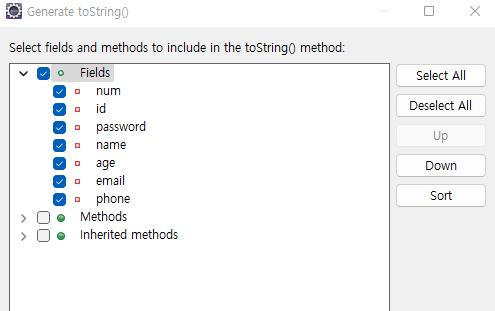 Generate toString()
Select fields and methods to include in the toString() method:
Fields
num
id
password
name
age
email
phone
Methods
Inherited methods
Select All
Deselect All
Up
Down
Sort